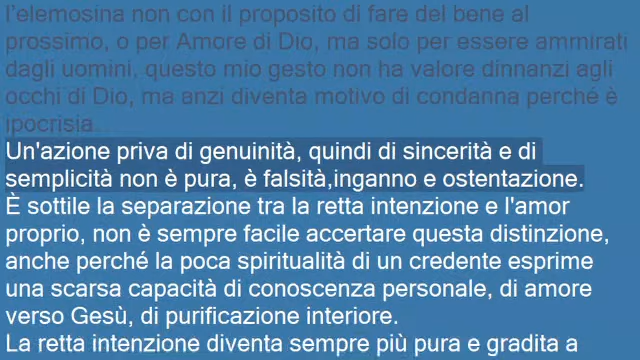 l'elemosina non con il proposito di fare del bene al
prossimo, o per Amore di Dio, ma solo per essere ammirati
dagli uomini, questo mio gesto non ha valore dinnanzi agli
occhi di Dio, ma anzi diventa motivo di condanna perché è
ipocrisia.
Un'azione priva di genuinità, quindi di sincerità e di
semplicità non è pura, è falsità,inganno e ostentazione.
È sottile la separazione tra la retta intenzione e l'amor
proprio, non è sempre facile accertare questa distinzione,
anche perché la poca spiritualità di un credente esprime
una scarsa capacità di conoscenza personale, di amore
verso Gesù, di purificazione interiore.
La retta intenzione diventa sempre più pura e gradita a